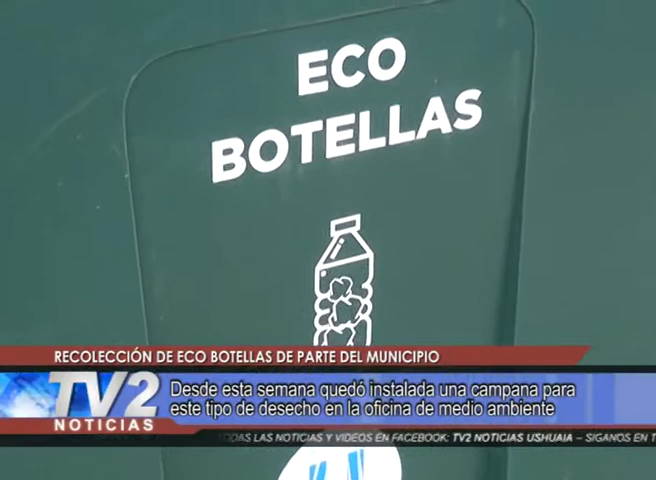 ECO
BOTELLAS
RECOLECCIÓN DE ECO BOTELLAS DE PARTE DEL MUNICIPIO
TV2
NOTICIAS
Desde esta semana quedó instalada una campana para
este tipo de desecho en la oficina de medio ambiente
LAS NOTICIAS Y VIDEOS EN FACEBOOK: TV2 NOTICIAS USHUAIA – SIGANOS EN